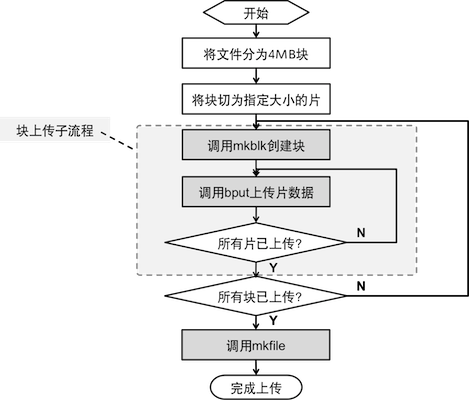 开始
将文件分为4MB块
将块切为指定大小的片
块上传子流程
调用mkblk创建块
调用bput上传片数据
所有片已上传?
N
Y
所有块已上传?
N
Y
调用mkfile
完成上传